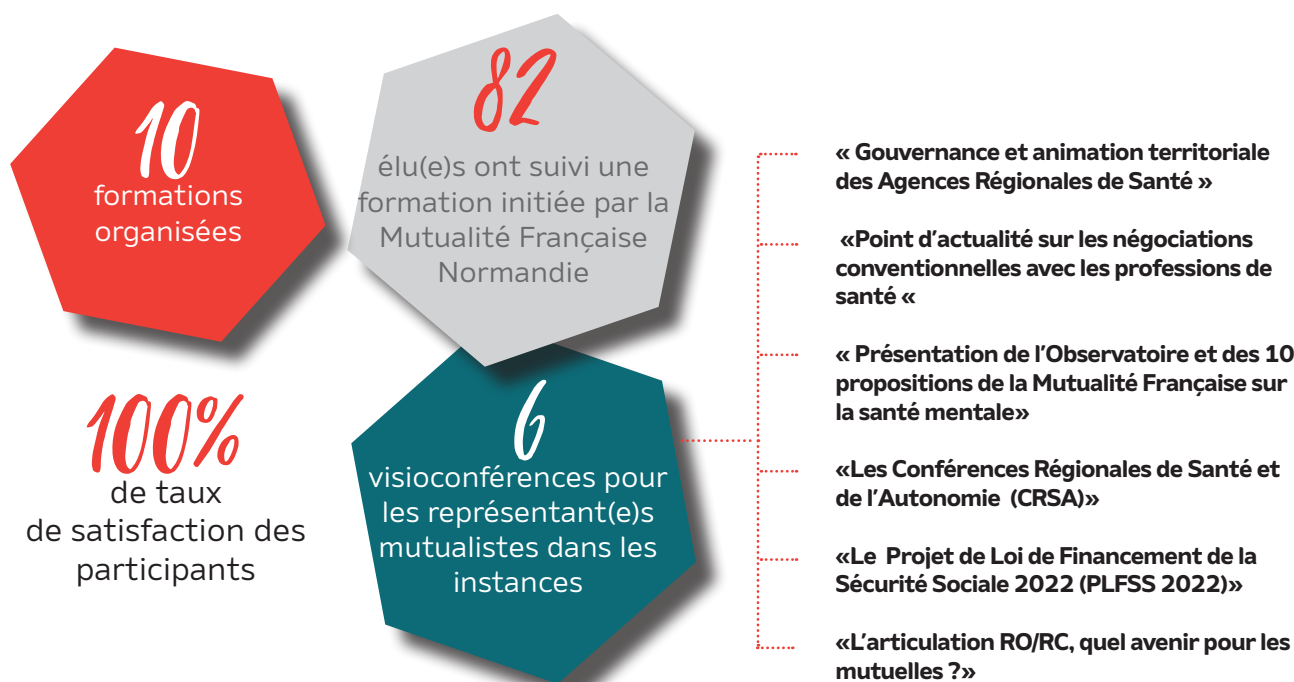 10
formations
organisées
82
élu(e)s ont suivi une
formation initiée par la
Mutualité Française
Normandie
100%
de taux
de satisfaction des
participants
6
visioconférences pour
les représentant(e)s
mutualistes dans les
instances
« Gouvernance et animation territoriale
des Agences Régionales de Santé »
«Point d'actualité sur les négociations
conventionnelles avec les professions de
santé «
« Présentation de l'Observatoire et des 10
propositions de la Mutualité Française sur
la santé mentale»
«Les Conférences Régionales de Santé et
de l'Autonomie (CRSA)»
«Le Projet de Loi de Financement de la
Sécurité Sociale 2022 (PLFSS 2022)»
«L'articulation RO/RC, quel avenir pour les
mutuelles ?»